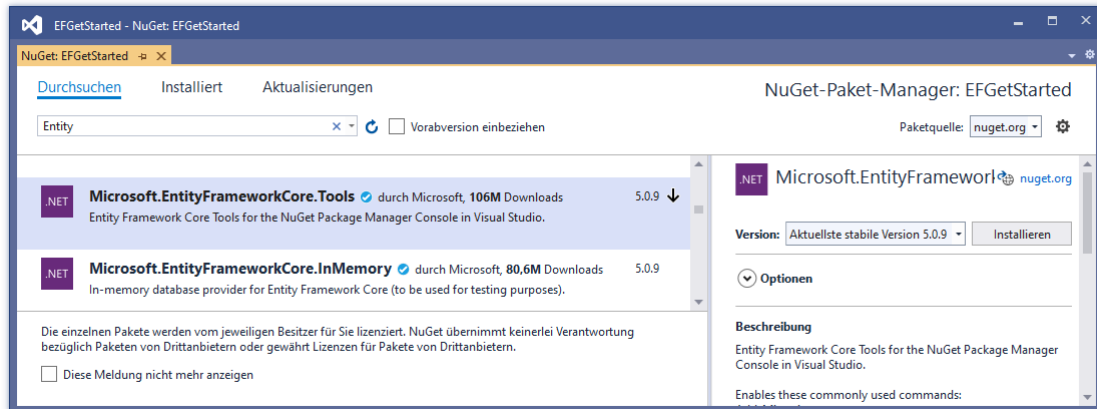 EFGetStarted - NuGet: EFGetStarted
NuGet: EFGetStarted
Durchsuchen Installiert Aktualisierungen
NuGet-Paket-Manager: EFGetStarted
Entity
Vorabversion einbeziehen
Paketquelle: nuget.org
.NET
Microsoft.EntityFrameworkCore.Tools durch Microsoft, 106M Downloads 5.0.9
Entity Framework Core Tools for the NuGet Package Manager Console in Visual Studio.
.NET
Microsoft.EntityFrameworkCore.InMemory durch Microsoft, 80,6M Downloads 5.0.9
In-memory database provider for Entity Framework Core (to be used for testing purposes).
Die einzelnen Pakete werden vom jeweiligen Besitzer für Sie lizenziert. NuGet übernimmt keinerlei Verantwortung
bezüglich Paketen von Drittanbietern oder gewährt Lizenzen für Pakete von Drittanbietern.
Diese Meldung nicht mehr anzeigen
.NET
Microsoft.EntityFramework nuget.org
Version: Aktuellste stabile Version 5.0.9 Installieren
Optionen
Beschreibung
Entity Framework Core Tools for the NuGet Package Manager
Console in Visual Studio.
Enables these commonly used commands: